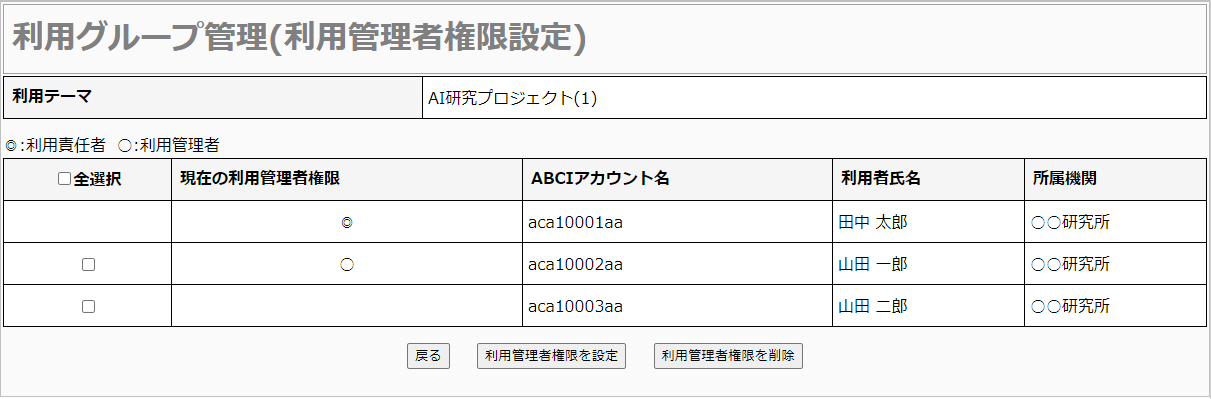 利用グループ管理(利用管理者権限設定)
利用テーマ AI研究プロジェクト(1)
◎:利用責任者 ○:利用管理者
全選択 現在の利用管理者権限 ABCIアカウント名 利用者氏名 所属機関
◎ aca10001aa 田中 太郎 ○○研究所
○ aca10002aa 山田 一郎 ○○研究所
aca10003aa 山田 二郎 ○○研究所
戻る 利用管理者権限を設定 利用管理者権限を削除